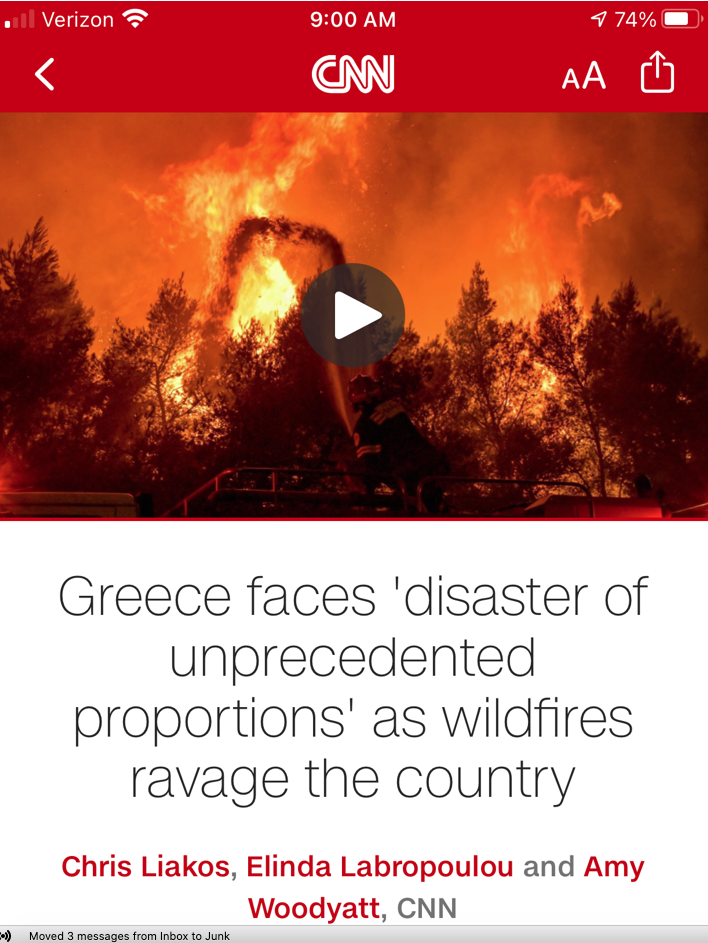 Verizon 9:00 AM 74%
CNN AA
Greece faces 'disaster of
unprecedented
proportions' as wildfires
ravage the country
Chris Liakos, Elinda Labropoulou and Amy
Woodyatt, CNN
Moved 3 messages from Inbox to Junk